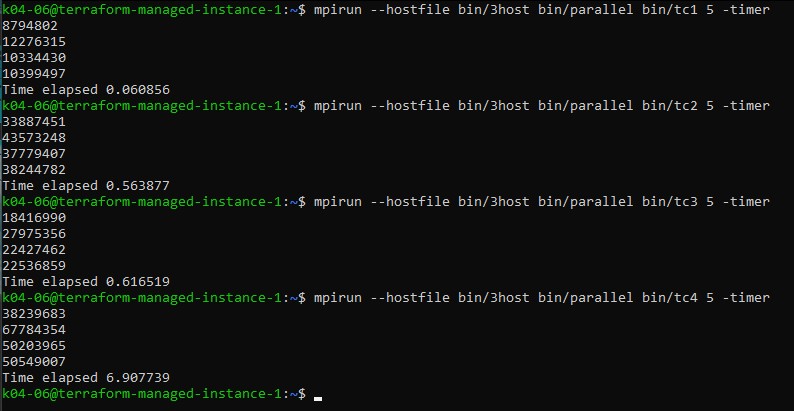 k04-06@terraform-managed-instance-1:~$ mpirun --hostfile bin/3host bin/parallel bin/tc1 5 -timer
8794802
12276315
10334430
10399497
Time elapsed 0.060856
k04-06@terraform-managed-instance-1:~$ mpirun --hostfile bin/3host bin/parallel bin/tc2 5 -timer
33887451
43573248
37779407
38244782
Time elapsed 0.563877
k04-06@terraform-managed-instance-1:~$ mpirun --hostfile bin/3host bin/parallel bin/tc3 5 -timer
18416990
27975356
22427462
22536859
Time elapsed 0.616519
k04-06@terraform-managed-instance-1:~$ mpirun --hostfile bin/3host bin/parallel bin/tc4 5 -timer
38239683
67784354
50203965
50549007
Time elapsed 6.907739
k04-06@terraform-managed-instance-1:~$